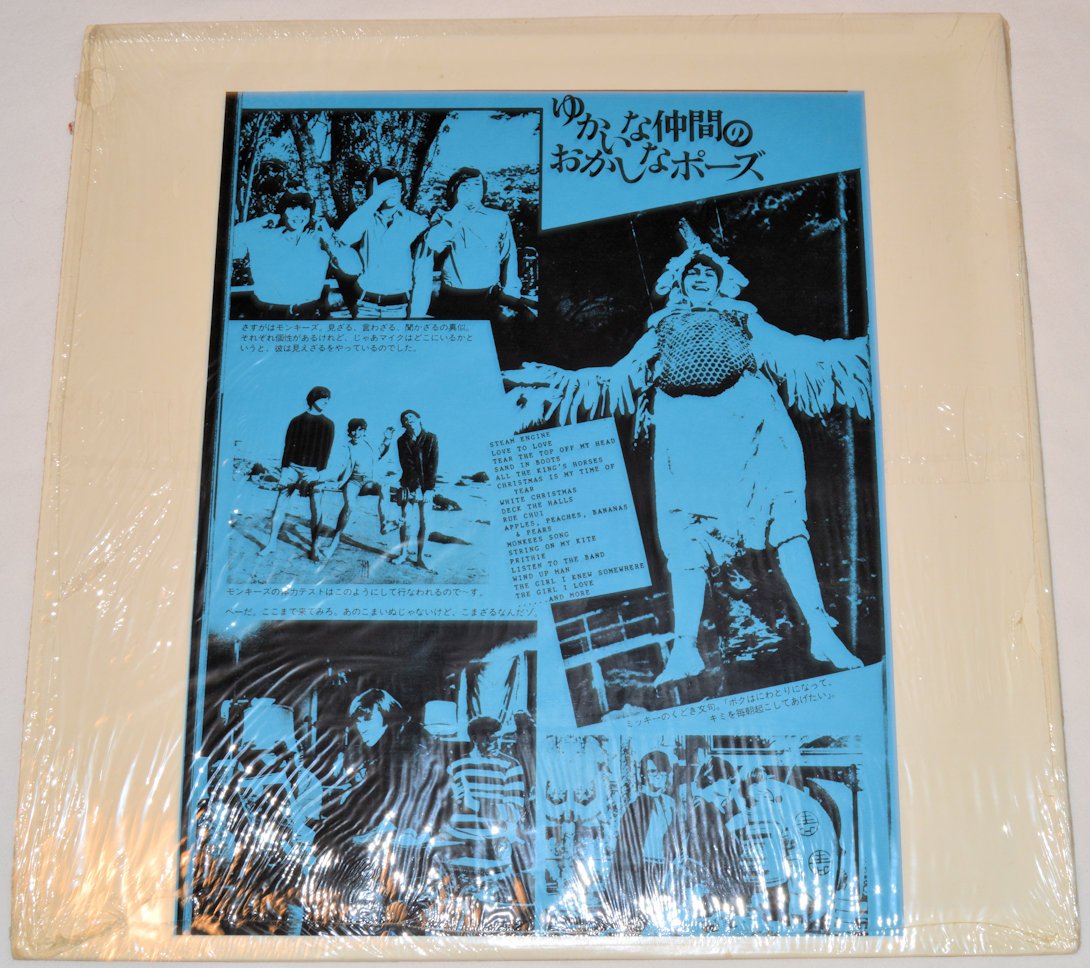 ゆかいな仲間の
おかしなポーズ
さすがはモンキーズ。見ざる、言わざる、聞かざるの真似。
それぞれ個性があるけれど、じゃあマイクはどこにいるかと
いうと、彼は見えざるをやっているのでした。
STEAM ENGINE
LOVE TO LOVE
TEAR THE TOP OFF MY HEAD
SAND IN BOOTS
ALL THE KING'S HORSES
CHRISTMAS IS MY TIME OF
YEAR
WHITE CHRISTMAS
DECK THE HALLS
RUE CHUI
APPLES, PEACHES, BANANAS
& PEARS
MONKEES SONG
STRING ON MY KITE
PRITHIE
LISTEN TO THE BAND
WIND UP MAN
THE GIRL I KNEW SOMEWHERE
THE GIRL I LOVE
......AND MORE
モンキーズの体力テストはこのようにして行なわれるので〜す。
へーだ。ここまで来てみろ。あのこまいぬじゃないけど、こまざるなんだゾ。
ミッキーのくどき文句。「ボクはにわとりになって、
キミを毎朝起こしてあげたい」。